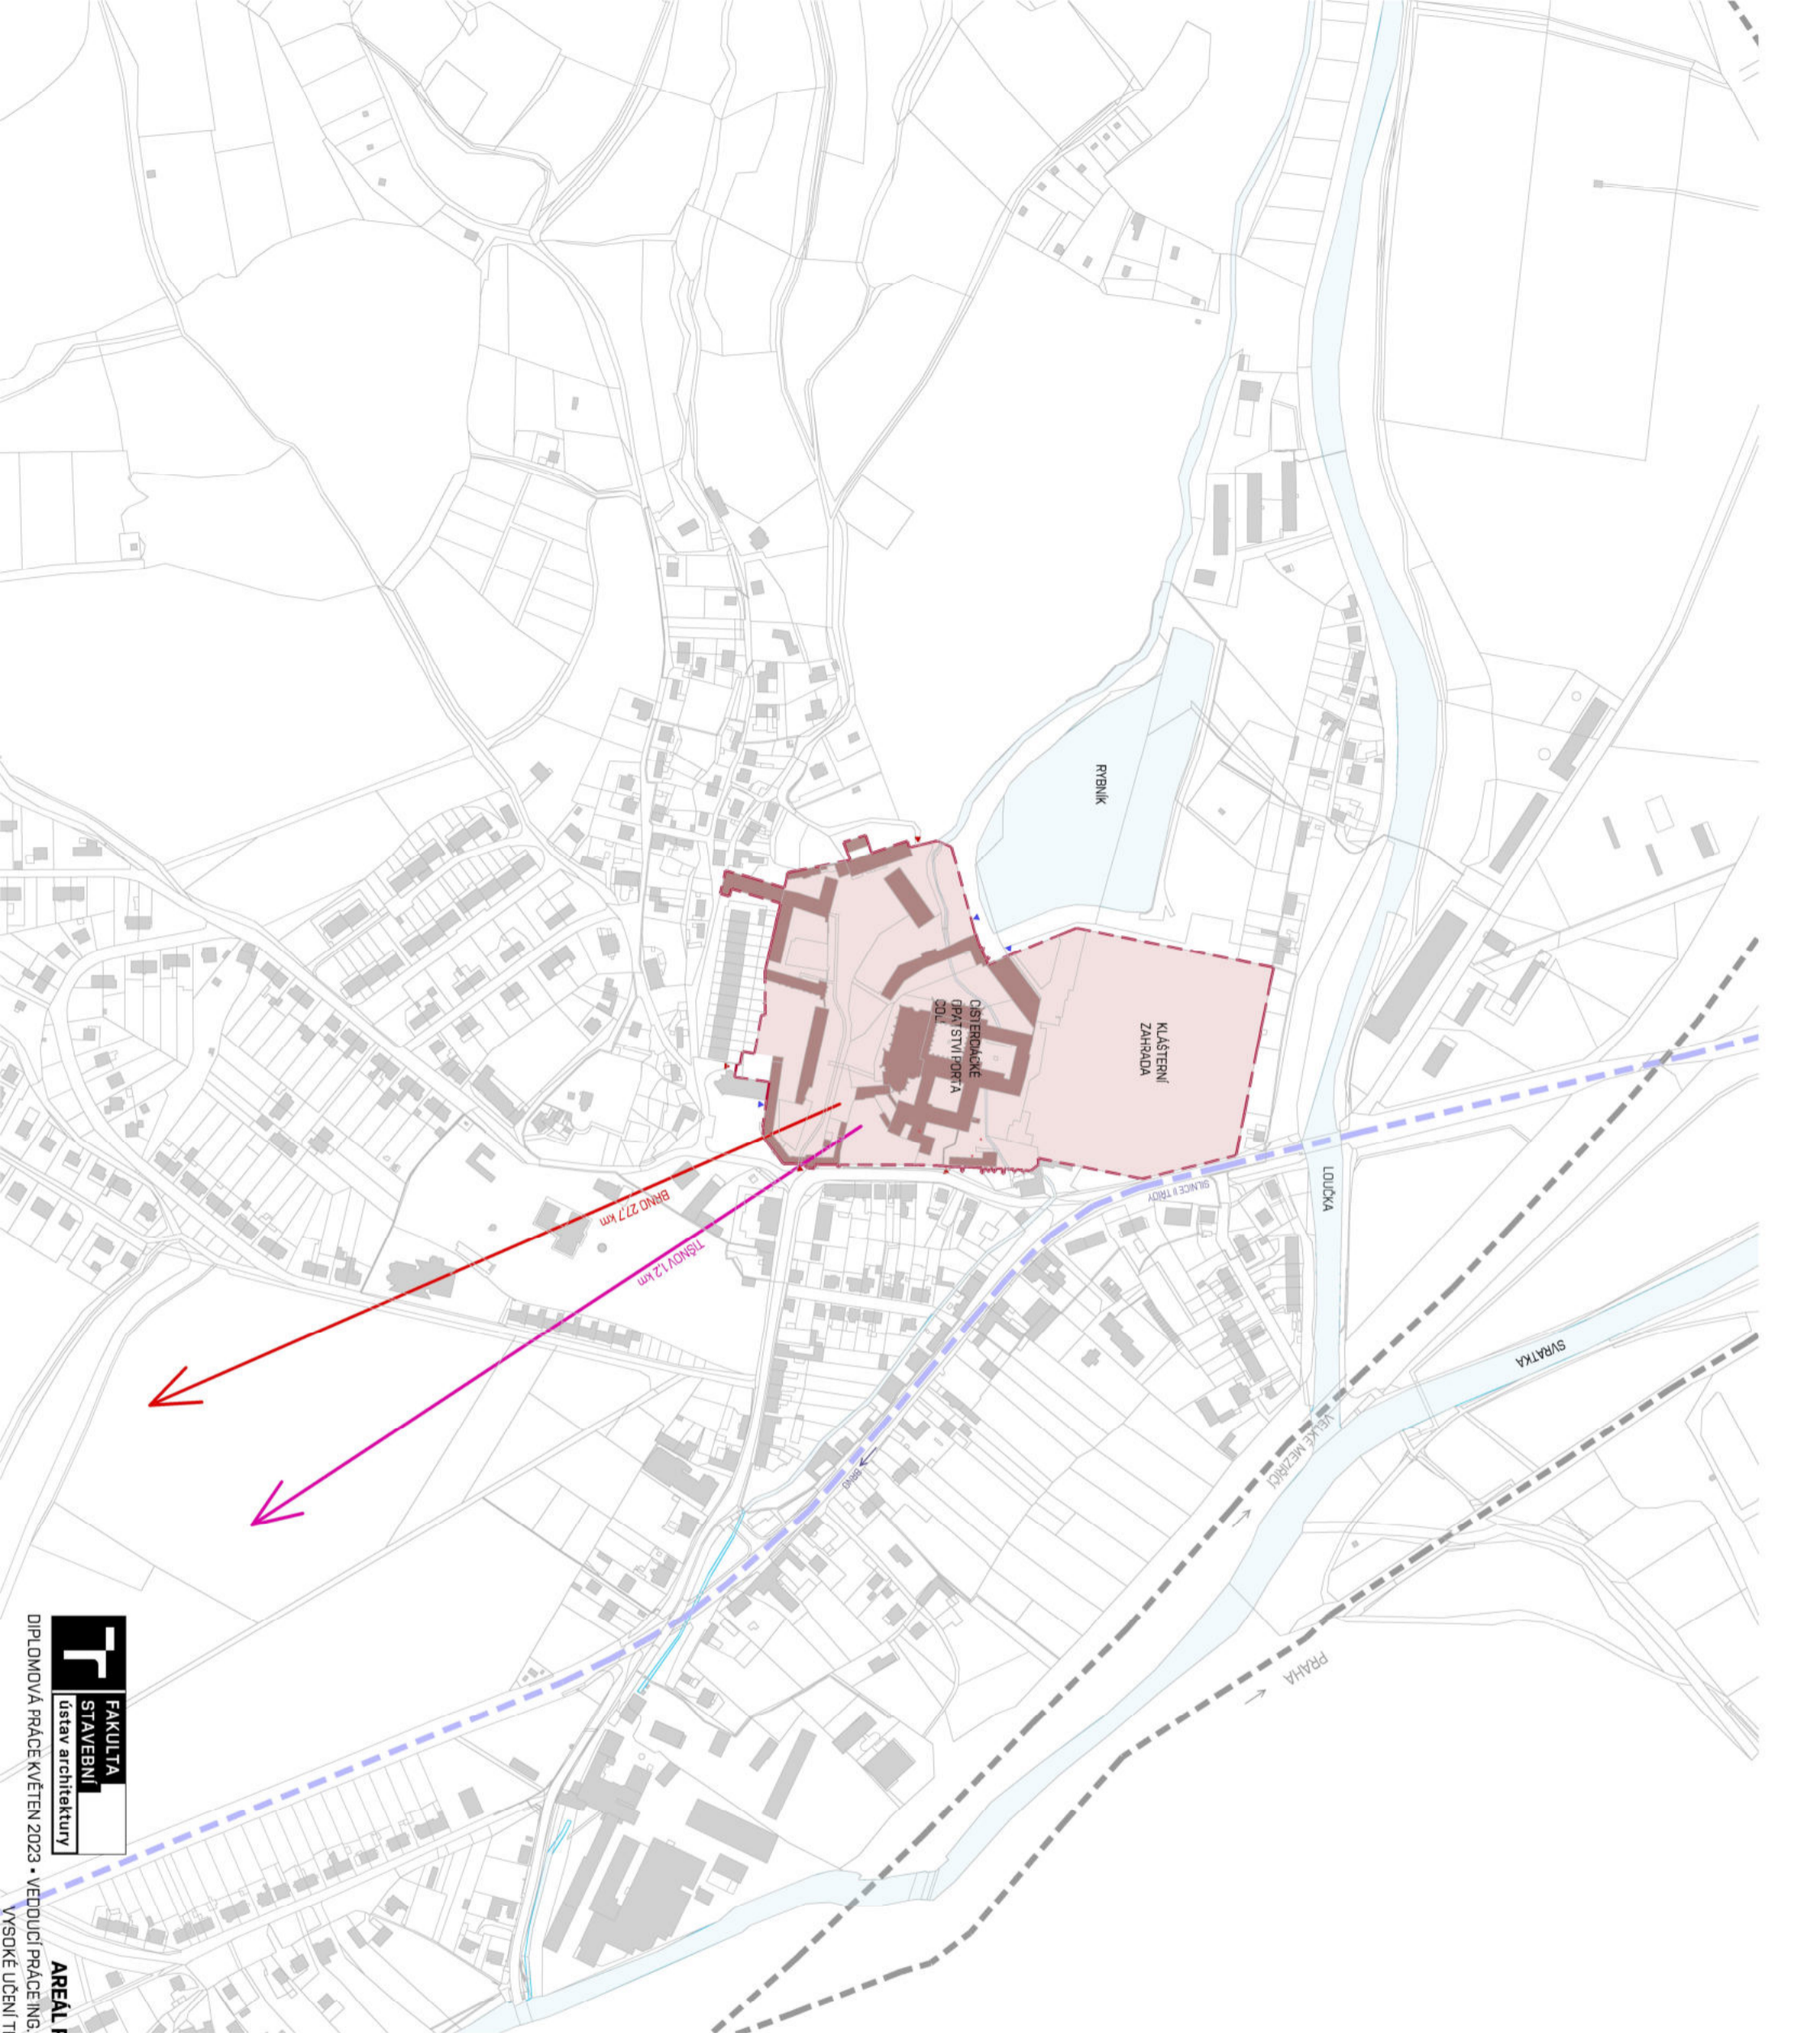 RYBNÍK
KLÁŠTERNÍ
ZAHRADA
CISTERCIÁCKÉ
OPATSTVÍ PORTA
COELI
LOUČKA
SILNICE II TŘÍDY
SVRATKA
BRNO 27,7 km
TIŠNOV 1,2 km
BRNO
VELKÉ MEZIŘÍČÍ
PRAHA
FAKULTA
STAVEBNÍ
ústav architektury
AREÁL
DIPLOMOVÁ PRÁCE KVĚTEN 2023 • VEDOUCÍ PRÁCE ING.
VYSOKÉ UČENÍ